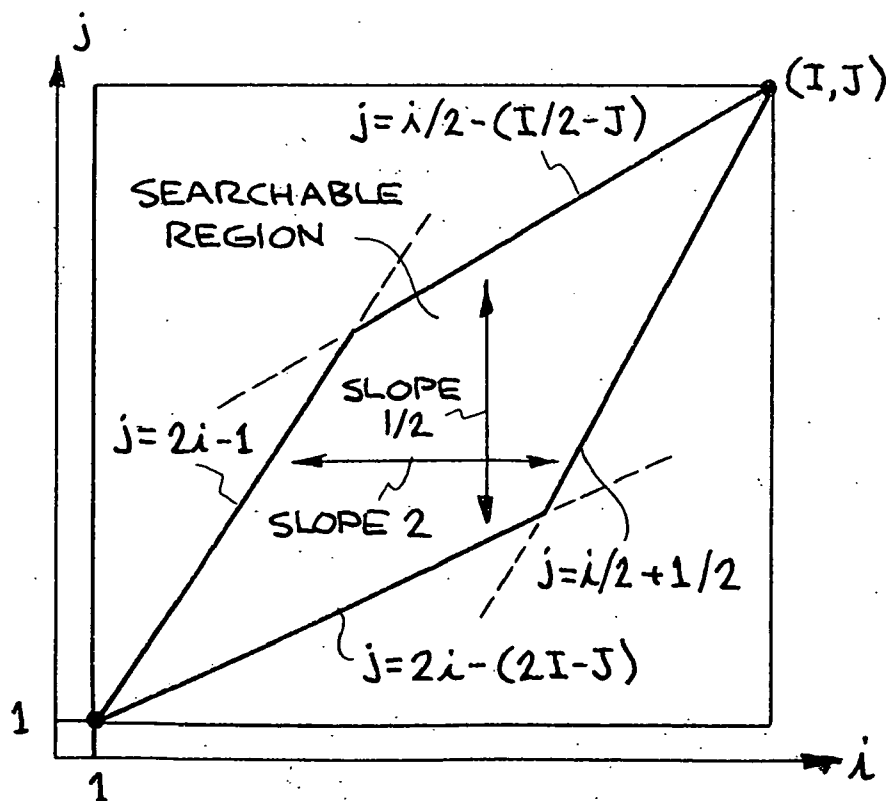 j
(I,J)
j=i/2-(I/2-J)
SEARCHABLE
REGION
SLOPE
1/2
j=2i-1
SLOPE 2
j=i/2+1/2
j=2i-(2I-J)
1
i
1